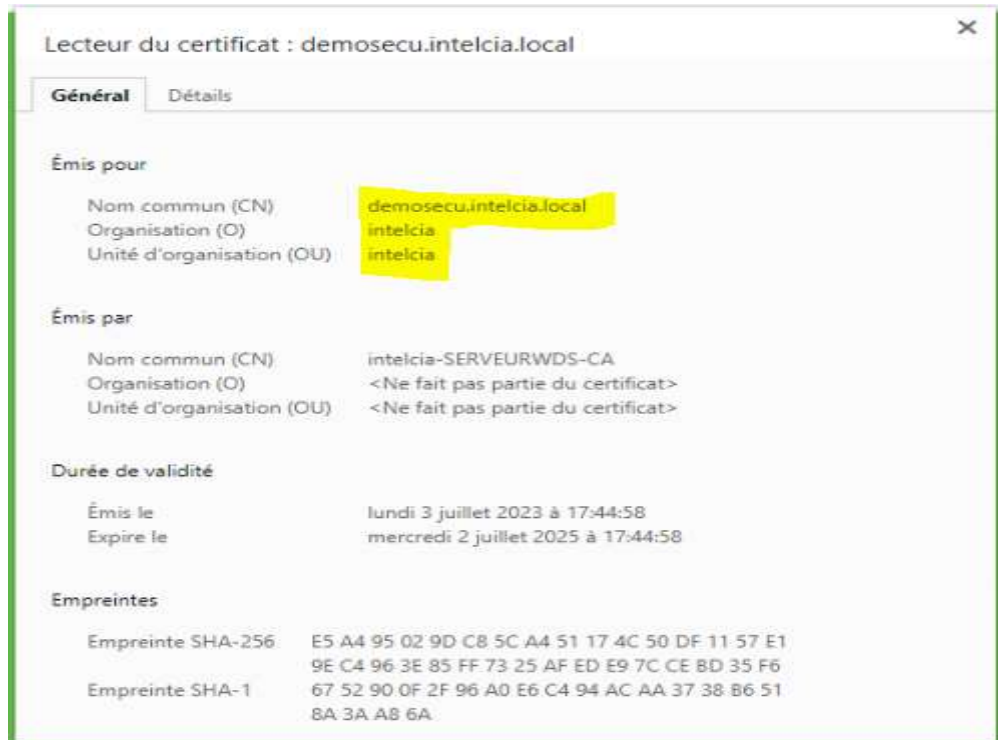 Lecteur du certificat : demosecu.intelcia.local
×
Général Détails
Émis pour
Nom commun (CN) demosecu.intelcia.local
Organisation (O) intelcia
Unité d'organisation (OU) intelcia
Émis par
Nom commun (CN) intelcia-SERVEURWDS-CA
Organisation (O) <Ne fait pas partie du certificat>
Unité d'organisation (OU) <Ne fait pas partie du certificat>
Durée de validité
Émis le lundi 3 juillet 2023 à 17:44:58
Expire le mercredi 2 juillet 2025 à 17:44:58
Empreintes
Empreinte SHA-256 E5 A4 95 02 9D C8 5C A4 51 17 4C 50 DF 11 57 E1
9E C4 96 3E 85 FF 73 25 AF ED E9 7C CE BD 35 F6
Empreinte SHA-1 67 52 90 0F 2F 96 A0 E6 C4 94 AC AA 37 38 B6 51
8A 3A A8 6A